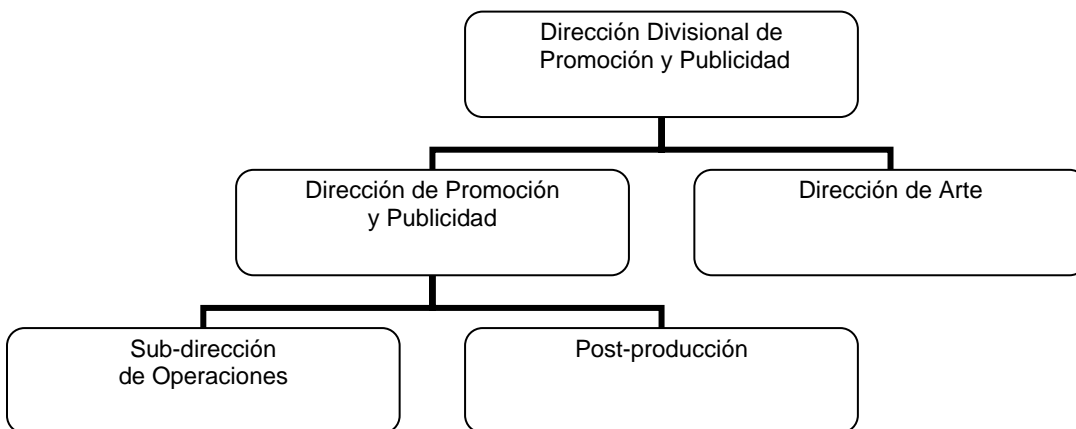 Dirección Divisional de
Promoción y Publicidad
Dirección de Promoción
y Publicidad
Dirección de Arte
Sub-dirección
de Operaciones
Post-producción